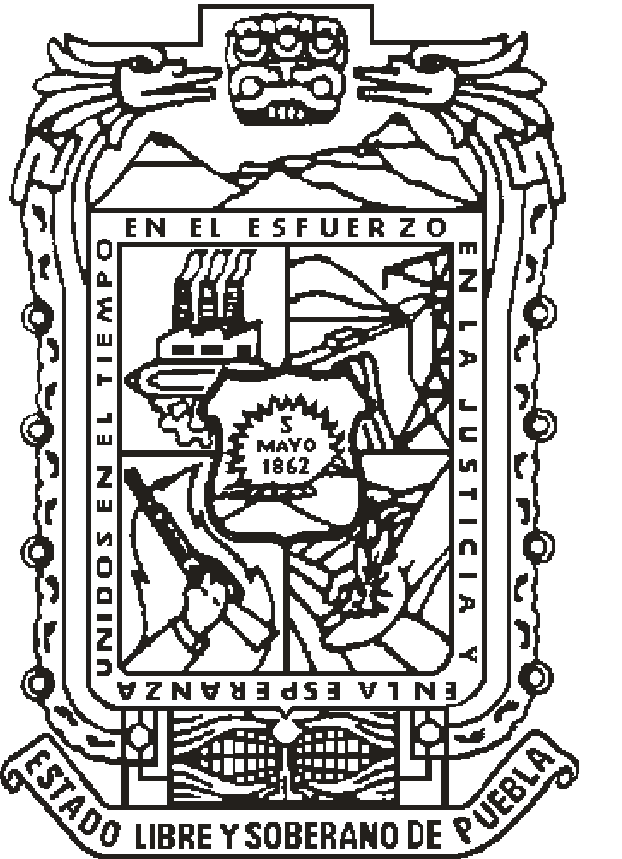 EN EL ESFUERZO
EN LA JUSTICIA Y
EN LA ESPERANZA
UNIDOS EN EL TIEMPO
5
MAYO
1862
ESTADO LIBRE Y SOBERANO DE PUEBLA